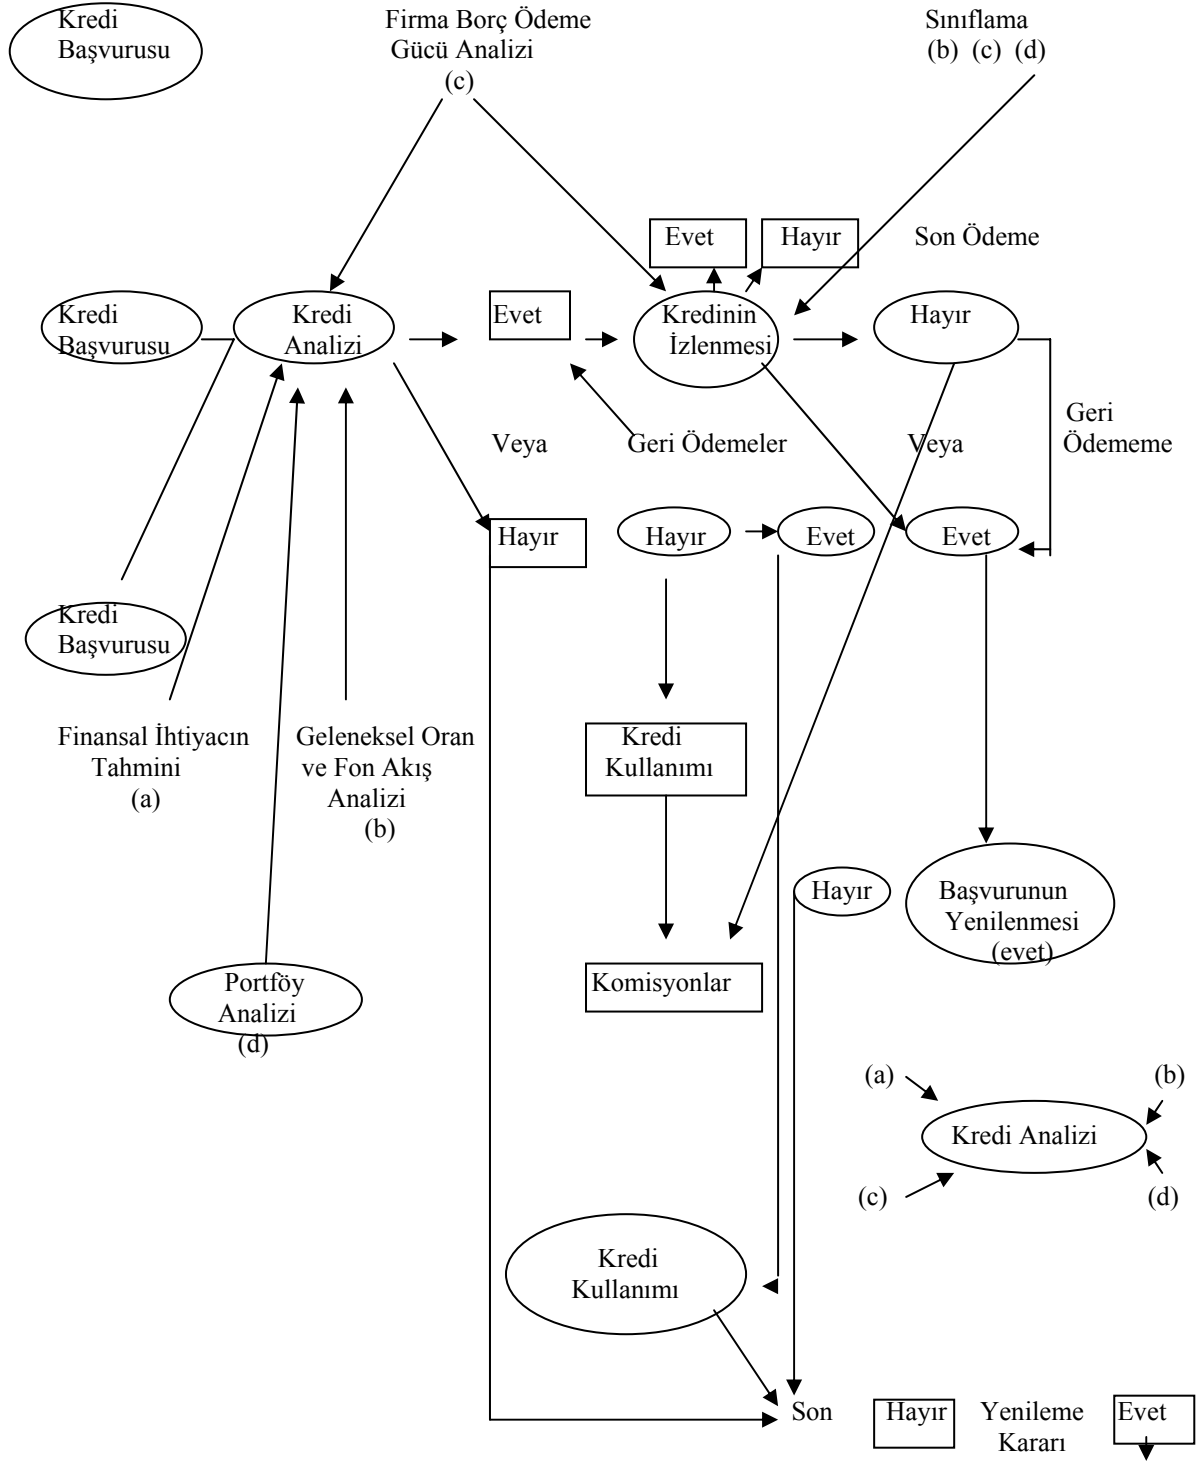 Kredi
Başvurusu
Firma Borç Ödeme
Gücü Analizi
(c)
Sınıflama
(b) (c) (d)
Evet
Hayır
Son Ödeme
Kredi
Başvurusu
Kredi
Analizi
Evet
Kredinin
İzlenmesi
Hayır
Veya
Geri Ödemeler
Veya
Geri
Ödememe
Hayır
Hayır
Evet
Evet
Kredi
Başvurusu
Finansal İhtiyacın
Tahmini
(a)
Geleneksel Oran
ve Fon Akış
Analizi
(b)
Kredi
Kullanımı
Hayır
Başvurunun
Yenilenmesi
(evet)
Portföy
Analizi
(d)
Komisyonlar
(a)
(b)
Kredi Analizi
(c)
(d)
Kredi
Kullanımı
Son
Hayır
Yenileme
Kararı
Evet